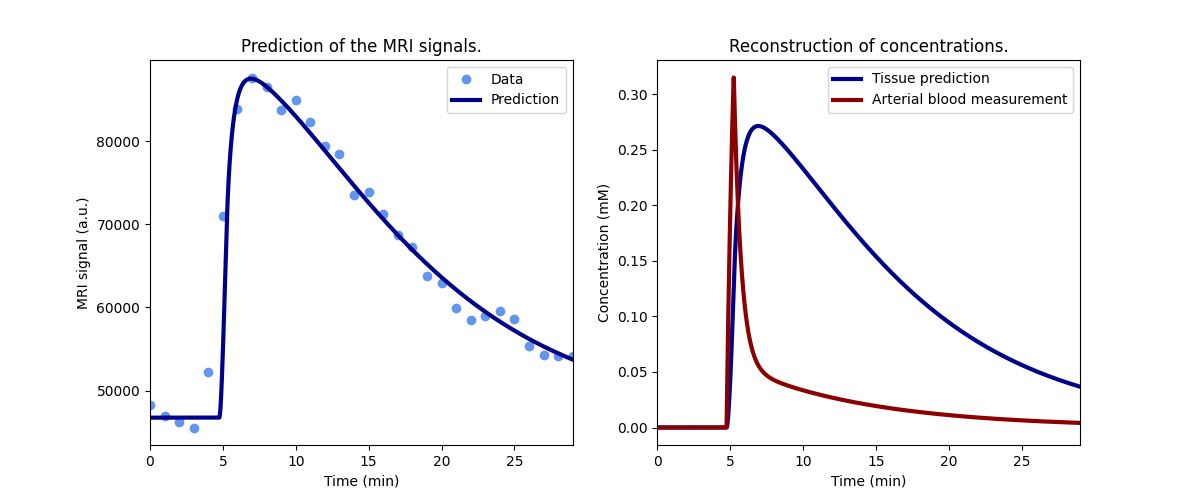 Prediction of the MRI signals.
MRI signal (a.u.)
80000
70000
60000
50000
Data
Prediction
0 5 10 15 20 25
Time (min)
Reconstruction of concentrations.
Concentration (mM)
0.30
0.25
0.20
0.15
0.10
0.05
0.00
Tissue prediction
Arterial blood measurement
0 5 10 15 20 25
Time (min)